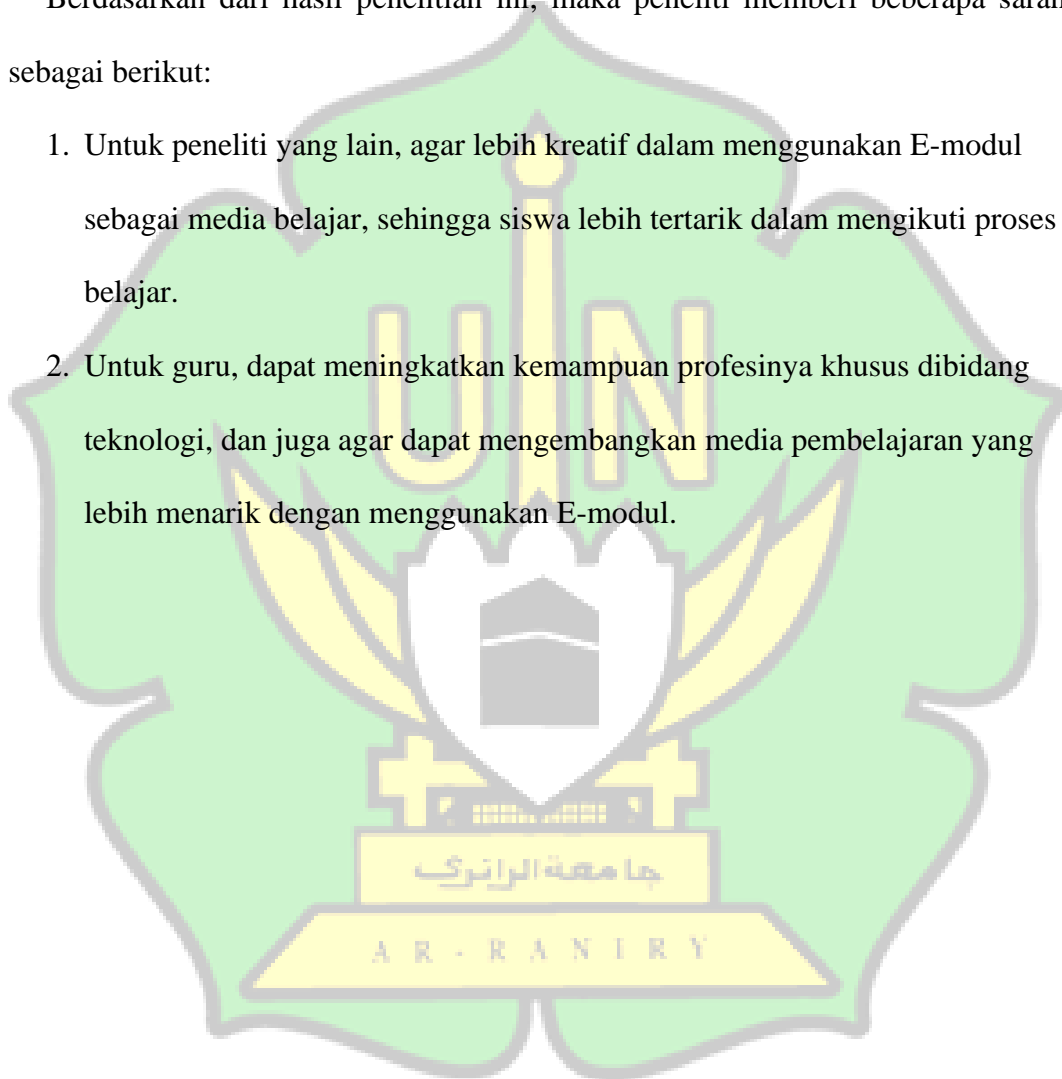 Berdasarkan dari hasil penelitian ini, maka peneliti memberi beberapa saran
sebagai berikut:
1. Untuk peneliti yang lain, agar lebih kreatif dalam menggunakan E-modul
sebagai media belajar, sehingga siswa lebih tertarik dalam mengikuti proses
belajar.
2. Untuk guru, dapat meningkatkan kemampuan profesinya khusus dibidang
teknologi, dan juga agar dapat mengembangkan media pembelajaran yang
lebih menarik dengan menggunakan E-modul.
UIN
جامعة الرانري
AR-RANIRY